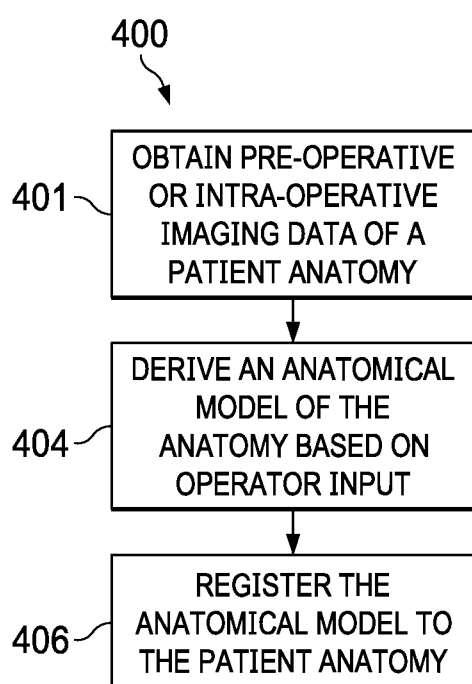 400
401
OBTAIN PRE-OPERATIVE
OR INTRA-OPERATIVE
IMAGING DATA OF A
PATIENT ANATOMY
404
DERIVE AN ANATOMICAL
MODEL OF THE
ANATOMY BASED ON
OPERATOR INPUT
406
REGISTER THE
ANATOMICAL MODEL TO
THE PATIENT ANATOMY